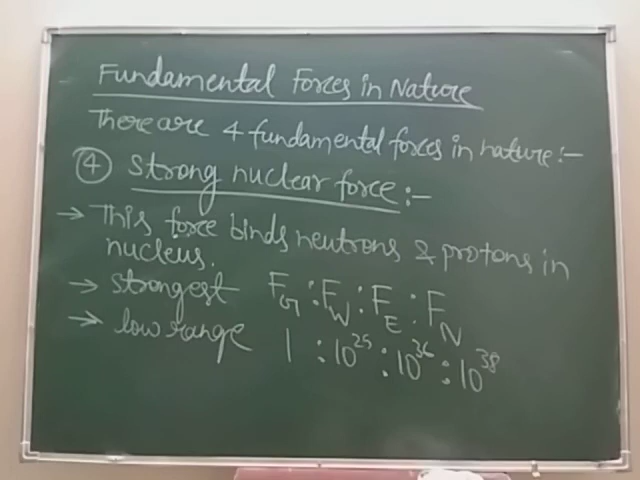 Fundamental Forces in Nature
There are 4 fundamental forces in nature:-
④ Strong nuclear force:-
→ This force binds neutrons & protons in
nucleus.
→ strongest F_G : F_W : F_E : F_N
→ low range 1 : 10^25 : 10^36 : 10^38